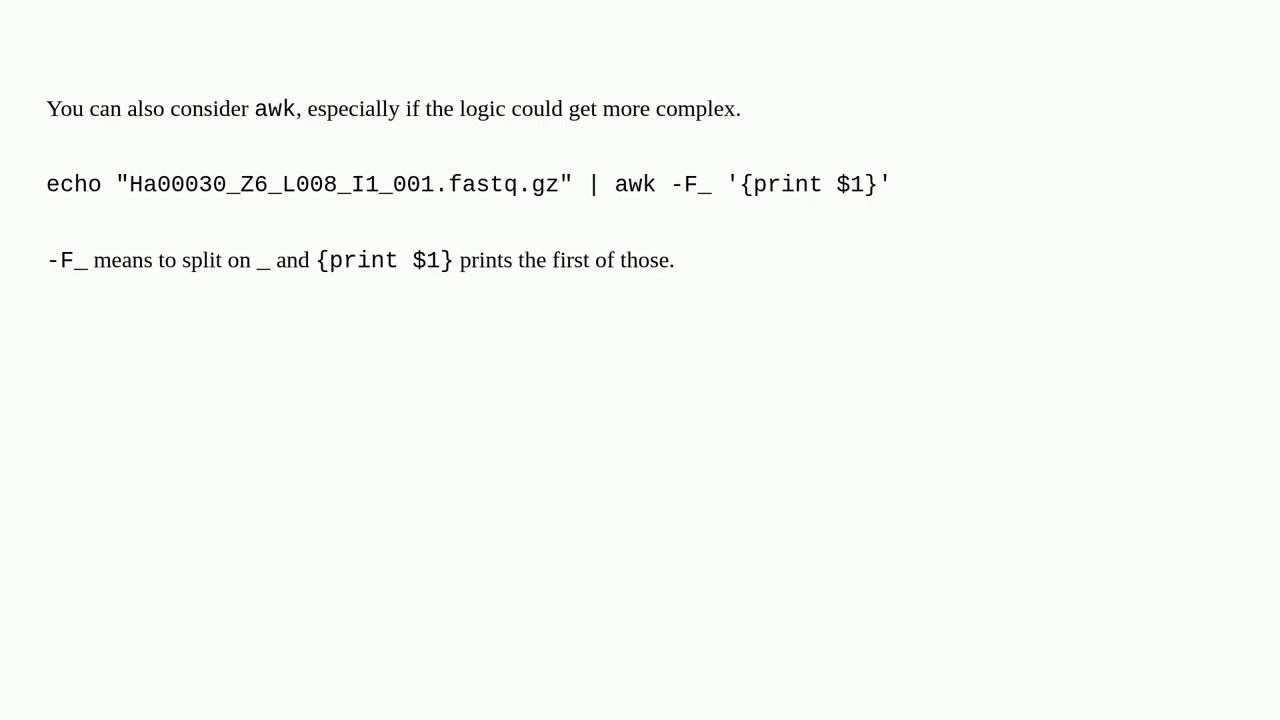 You can also consider awk, especially if the logic could get more complex.
echo "Ha00030_Z6_L008_I1_001.fastq.gz" | awk -F_ '{print $1}'
-F_ means to split on _ and {print $1} prints the first of those.